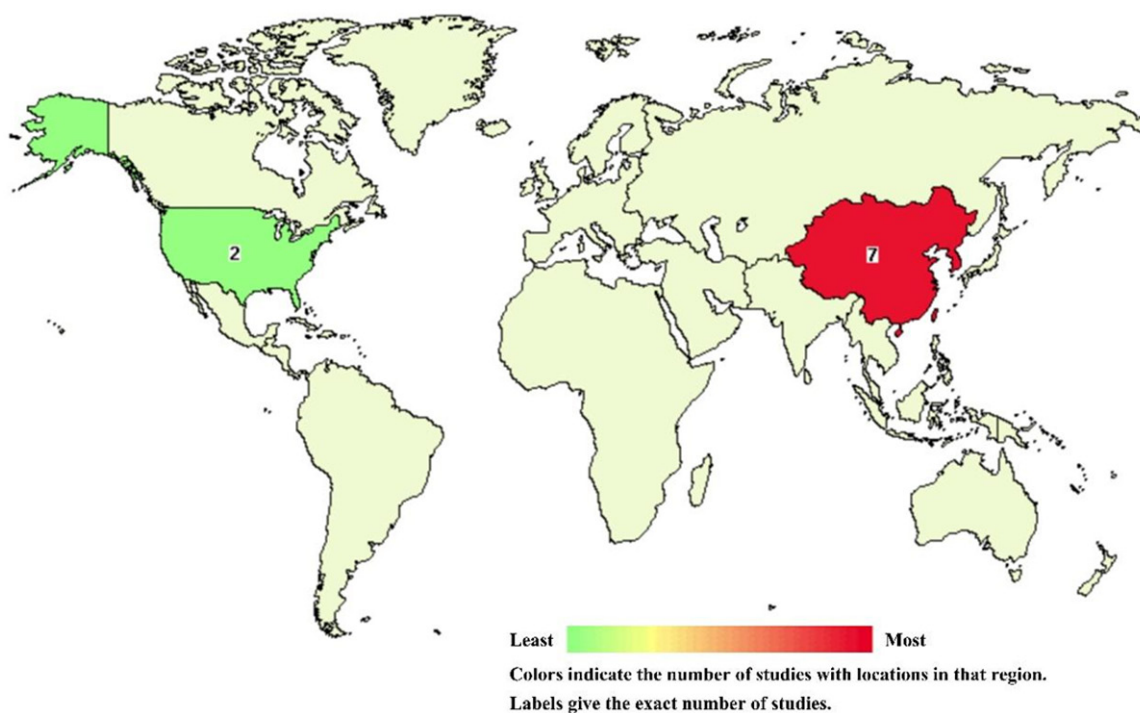 2
7
Least
Most
Colors indicate the number of studies with locations in that region.
Labels give the exact number of studies.